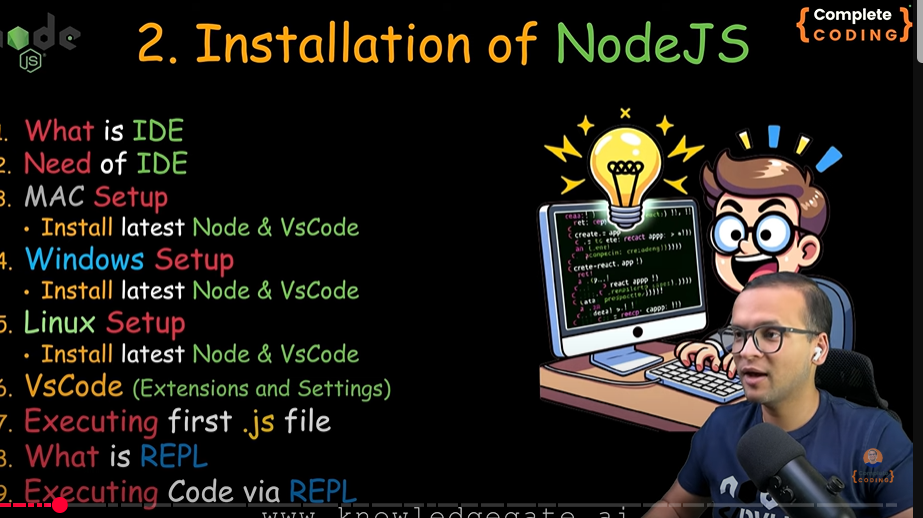 node
JS
2. Installation of NodeJS
Complete
{CODING}
1. What is IDE
2. Need of IDE
3. MAC Setup
• Install latest Node & VsCode
4. Windows Setup
• Install latest Node & VsCode
5. Linux Setup
• Install latest Node & VsCode
6. VsCode (Extensions and Settings)
7. Executing first .js file
8. What is REPL
9. Executing Code via REPL
www.knowledgegate.ai
{CODING}